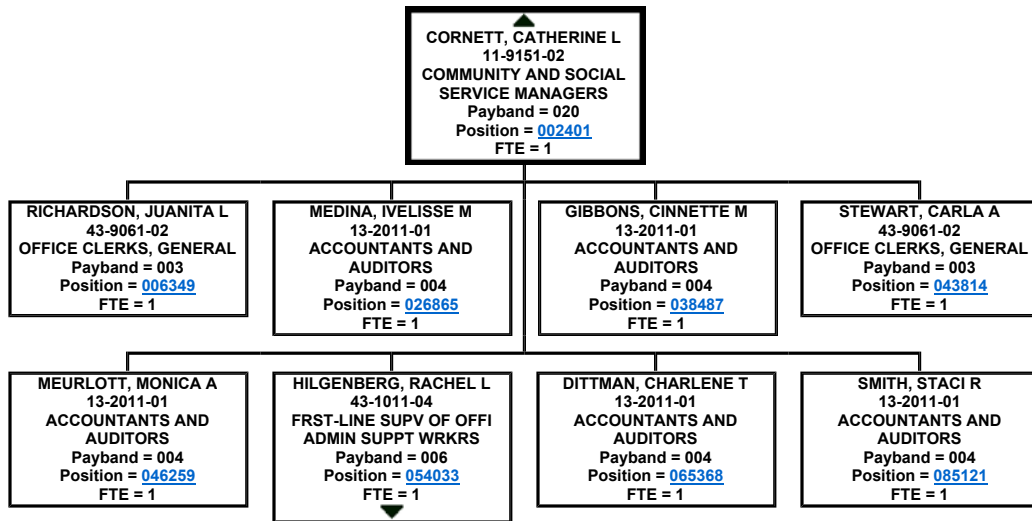 CORNETT, CATHERINE L
11-9151-02
COMMUNITY AND SOCIAL
SERVICE MANAGERS
Payband = 020
Position = 002401
FTE = 1
RICHARDSON, JUANITA L
43-9061-02
OFFICE CLERKS, GENERAL
Payband = 003
Position = 006349
FTE = 1
MEDINA, IVELISSE M
13-2011-01
ACCOUNTANTS AND
AUDITORS
Payband = 004
Position = 026865
FTE = 1
GIBBONS, CINNETTE M
13-2011-01
ACCOUNTANTS AND
AUDITORS
Payband = 004
Position = 038487
FTE = 1
STEWART, CARLA A
43-9061-02
OFFICE CLERKS, GENERAL
Payband = 003
Position = 043814
FTE = 1
MEURLOTT, MONICA A
13-2011-01
ACCOUNTANTS AND
AUDITORS
Payband = 004
Position = 046259
FTE = 1
HILGENBERG, RACHEL L
43-1011-04
FRST-LINE SUPV OF OFFI
ADMIN SUPPT WRKRS
Payband = 006
Position = 054033
FTE = 1
DITTMAN, CHARLENE T
13-2011-01
ACCOUNTANTS AND
AUDITORS
Payband = 004
Position = 065368
FTE = 1
SMITH, STACI R
13-2011-01
ACCOUNTANTS AND
AUDITORS
Payband = 004
Position = 085121
FTE = 1